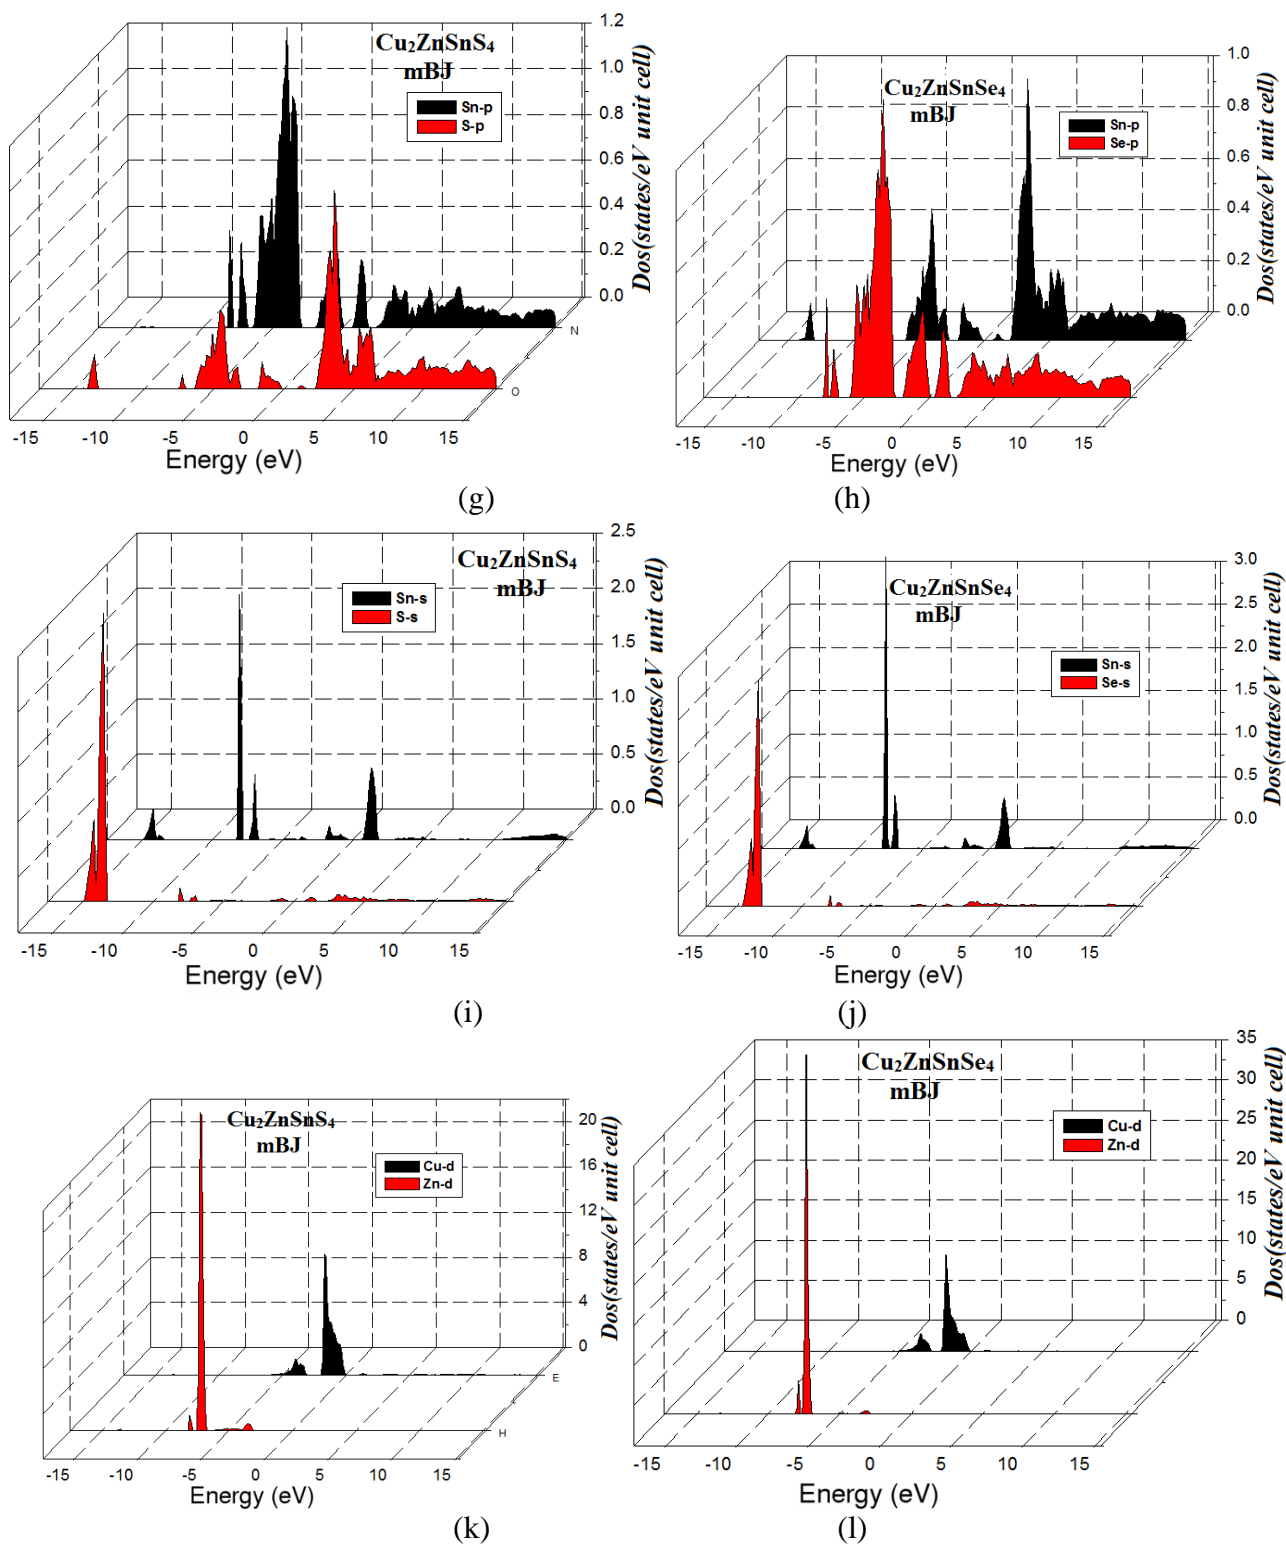 Cu₂ZnSnS₄
mBJ
Sn-p
S-p
1.2
1.0
0.8
0.6
0.4
0.2
0.0
Dos(states/eV unit cell)
N
O
-15 -10 -5 0 5 10 15
Energy (eV)
(g)
Cu₂ZnSnSe₄
mBJ
Sn-p
Se-p
1.0
0.8
0.6
0.4
0.2
0.0
Dos(states/eV unit cell)
-15 -10 -5 0 5 10 15
Energy (eV)
(h)
Cu₂ZnSnS₄
mBJ
Sn-s
S-s
2.5
2.0
1.5
1.0
0.5
0.0
Dos(states/eV unit cell)
-15 -10 -5 0 5 10 15
Energy (eV)
(i)
Cu₂ZnSnSe₄
mBJ
Sn-s
Se-s
3.0
2.5
2.0
1.5
1.0
0.5
0.0
Dos(states/eV unit cell)
-15 -10 -5 0 5 10 15
Energy (eV)
(j)
Cu₂ZnSnS₄
mBJ
Cu-d
Zn-d
20
16
12
8
4
0
Dos(states/eV unit cell)
E
H
-15 -10 -5 0 5 10 15
Energy (eV)
(k)
Cu₂ZnSnSe₄
mBJ
Cu-d
Zn-d
35
30
25
20
15
10
5
0
Dos(states/eV unit cell)
-15 -10 -5 0 5 10 15
Energy (eV)
(l)